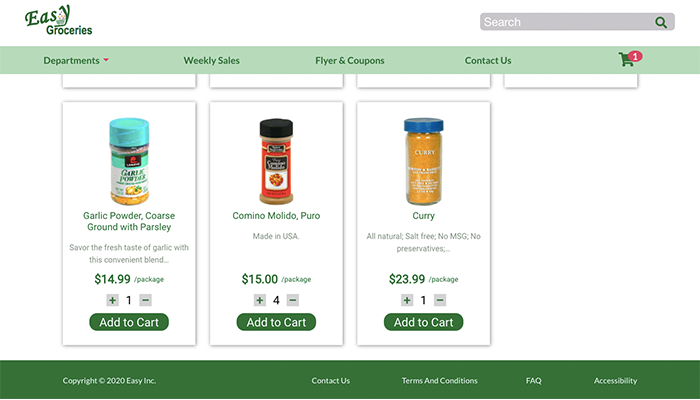 Easy
Groceries
Search
Departments
Weekly Sales
Flyer & Coupons
Contact Us
1
GARLIC
POWDER
Comino
Molido
CURRY
Garlic Powder, Coarse
Ground with Parsley
Savor the fresh taste of garlic with
this convenient blend...
$14.99 /package
+ 1 −
Add to Cart
Comino Molido, Puro
Made in USA.
$15.00 /package
+ 4 −
Add to Cart
Curry
All natural; Salt free; No MSG; No
preservatives;...
$23.99 /package
+ 1 −
Add to Cart
Copyright © 2020 Easy Inc.
Contact Us
Terms And Conditions
FAQ
Accessibility